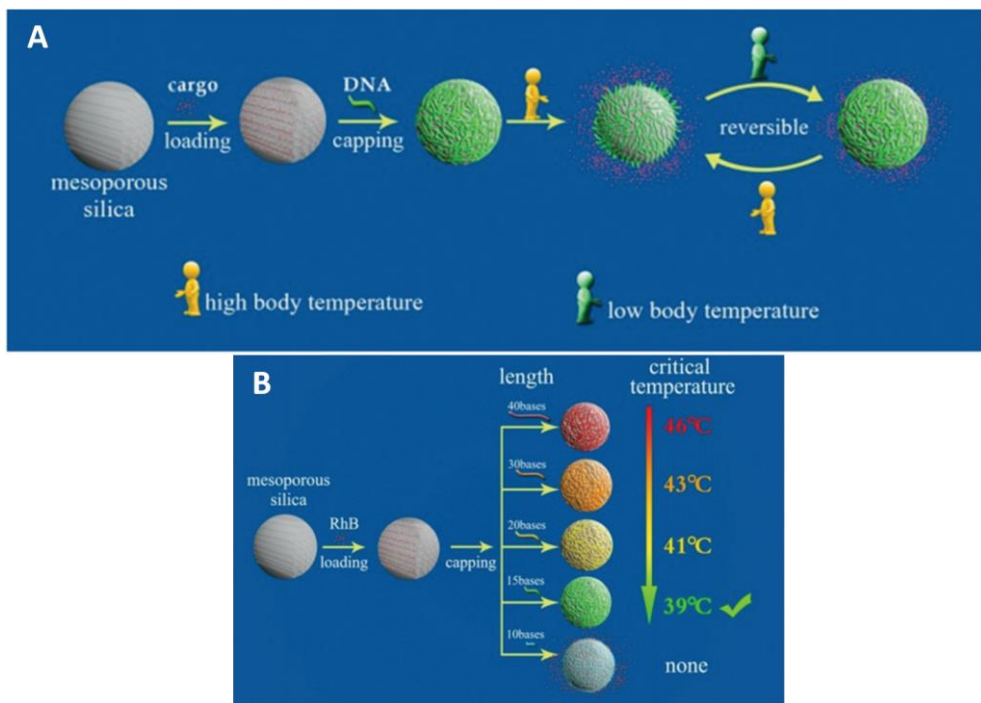 A
cargo
loading
DNA
capping
reversible
mesoporous
silica
high body temperature
low body temperature
B
length
critical
temperature
40bases
46℃
30bases
43℃
mesoporous
silica
RhB
loading
capping
20bases
41℃
15bases
39℃
10bases
none